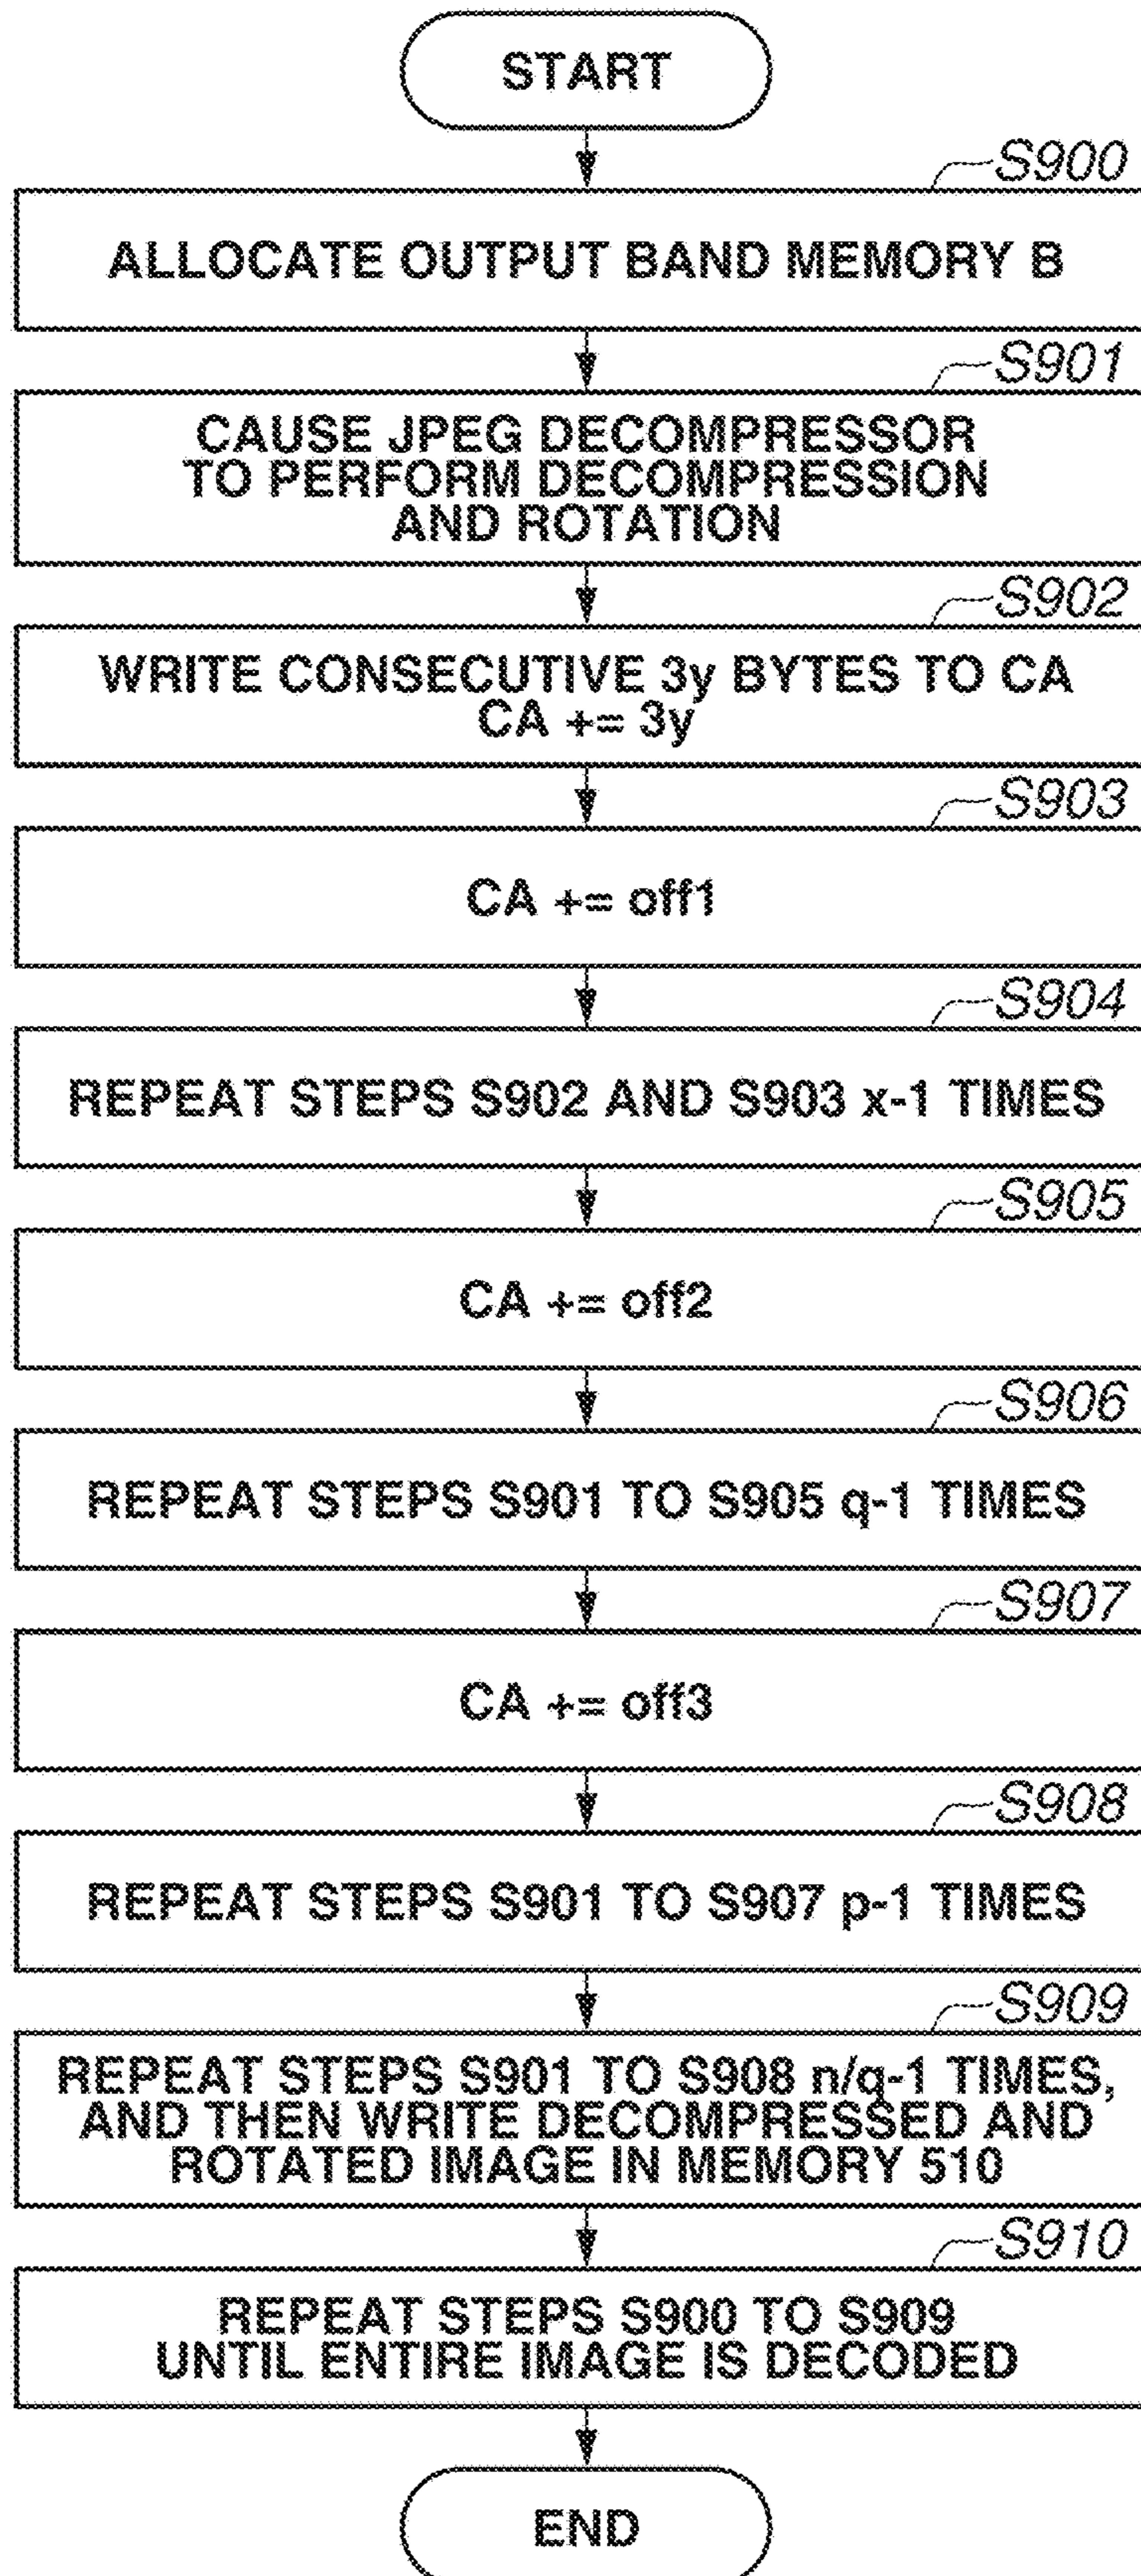 START
S900
ALLOCATE OUTPUT BAND MEMORY B
S901
CAUSE JPEG DECOMPRESSOR
TO PERFORM DECOMPRESSION
AND ROTATION
S902
WRITE CONSECUTIVE 3y BYTES TO CA
CA += 3y
S903
CA += off1
S904
REPEAT STEPS S902 AND S903 x-1 TIMES
S905
CA += off2
S906
REPEAT STEPS S901 TO S905 q-1 TIMES
S907
CA += off3
S908
REPEAT STEPS S901 TO S907 p-1 TIMES
S909
REPEAT STEPS S901 TO S908 n/q-1 TIMES,
AND THEN WRITE DECOMPRESSED AND
ROTATED IMAGE IN MEMORY 510
S910
REPEAT STEPS S900 TO S909
UNTIL ENTIRE IMAGE IS DECODED
END